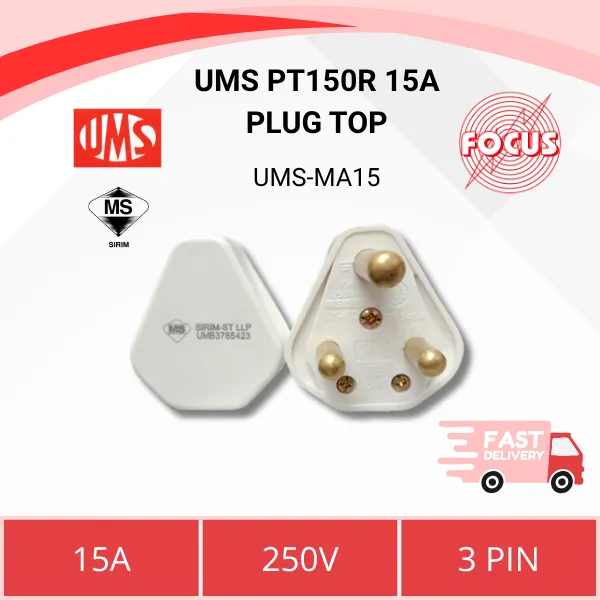 UMS PT150R 15A
PLUG TOP
UMS-MA15
UMS
FOCUS
MS
SIRIM
MS
SIRIM-ST LLP
UMB3785423
FAST
DELIVERY
15A
250V
3 PIN